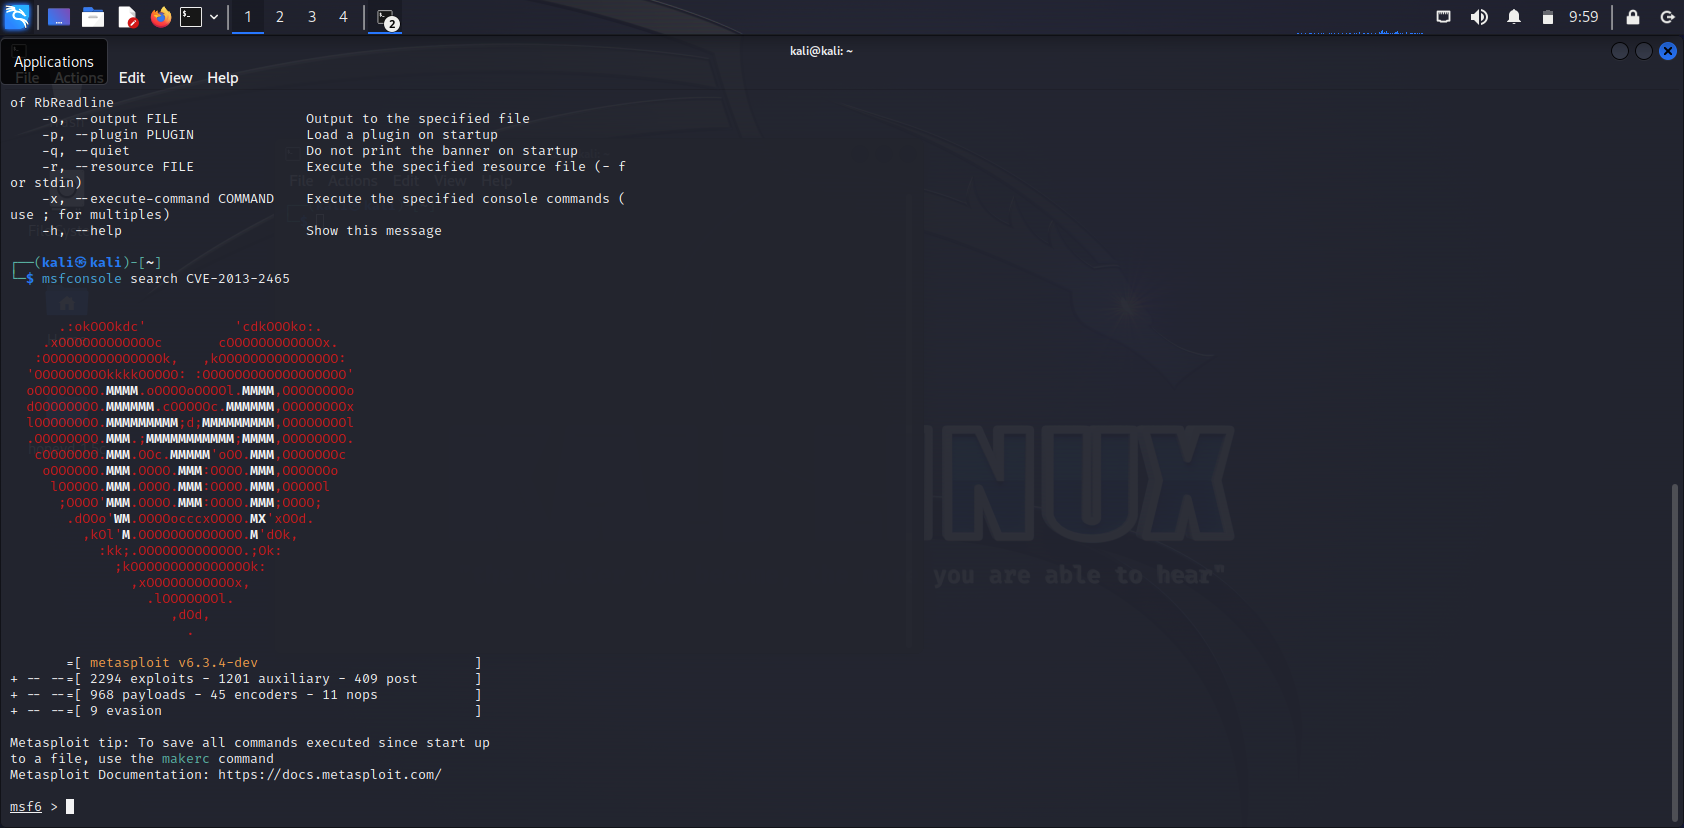 1 2 3 4 2 9:59
kali@kali: ~
Applications
File Actions Edit View Help
of RbReadline
-o, --output FILE Output to the specified file
-p, --plugin PLUGIN Load a plugin on startup
-q, --quiet Do not print the banner on startup
-r, --resource FILE Execute the specified resource file (- f
or stdin)
-x, --execute-command COMMAND Execute the specified console commands (
use ; for multiples)
-h, --help Show this message
┌──(kali㉿kali)-[~]
└─$ msfconsole search CVE-2013-2465
.:okOOOkdc' 'cdkOOOko:.
.xOOOOOOOOOOOOc cOOOOOOOOOOOOx.
:OOOOOOOOOOOOOOOk, ,kOOOOOOOOOOOOOOO:
'OOOOOOOOOkkkkOOOOO: :OOOOOOOOOOOOOOOOOO'
oOOOOOOOO.MMMM.oOOOOoOOOOl.MMMM,OOOOOOOOo
dOOOOOOOO.MMMMMM.cOOOOOc.MMMMMM,OOOOOOOOx
lOOOOOOOO.MMMMMMMMM;d;MMMMMMMMM,OOOOOOOOl
.OOOOOOOO.MMM.;MMMMMMMMMMM;MMMM,OOOOOOOO.
cOOOOOOO.MMM.OOc.MMMMM'oOO.MMM,OOOOOOOc
oOOOOOO.MMM.OOOO.MMM:OOOO.MMM,OOOOOOo
lOOOOO.MMM.OOOO.MMM:OOOO.MMM,OOOOOl
;OOOO'MMM.OOOO.MMM:OOOO.MMM;OOOO;
.dOOo'WM.OOOOocccxOOOO.MX'xOOd.
,kOl'M.OOOOOOOOOOOOO.M'dOk,
:kk;.OOOOOOOOOOOOO.;Ok:
;kOOOOOOOOOOOOOOOk:
,xOOOOOOOOOOOx,
.lOOOOOOOl.
,dOd,
.
=[ metasploit v6.3.4-dev ]
+ -- --=[ 2294 exploits - 1201 auxiliary - 409 post ]
+ -- --=[ 968 payloads - 45 encoders - 11 nops ]
+ -- --=[ 9 evasion ]
Metasploit tip: To save all commands executed since start up
to a file, use the makerc command
Metasploit Documentation: https://docs.metasploit.com/
msf6 >
NUX
you are able to hear"